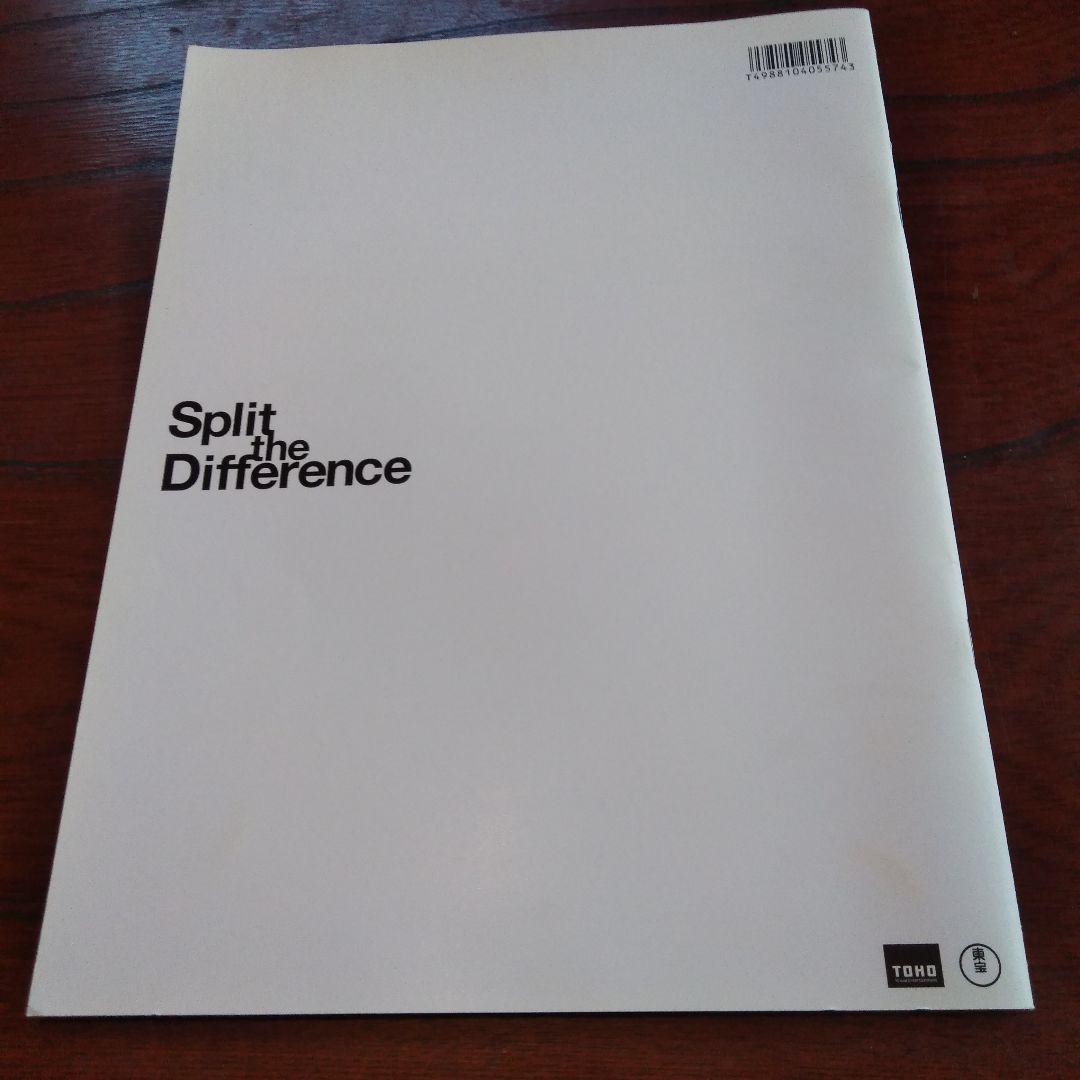 T4988104055743
Split
the
Difference
TOHO
東宝